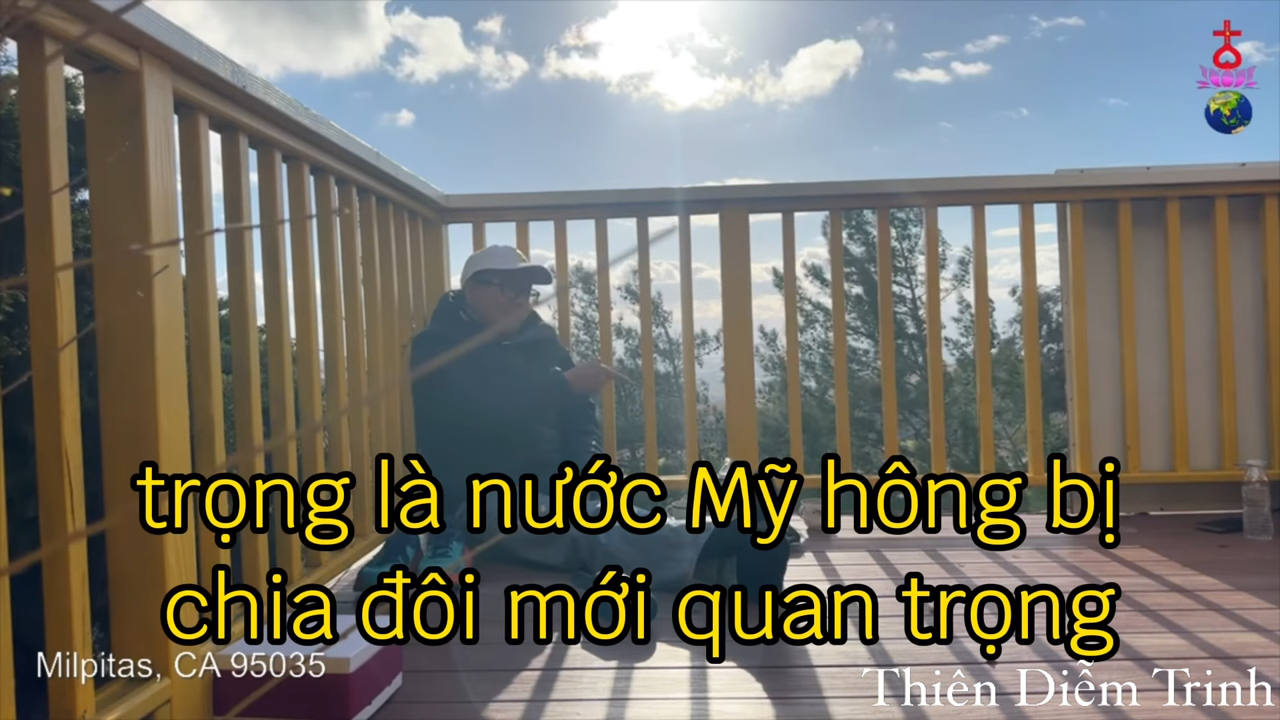 trọng là nước Mỹ hông bị
chia đôi mới quan trọng
Milpitas, CA 95035
Thiên Diễm Trinh